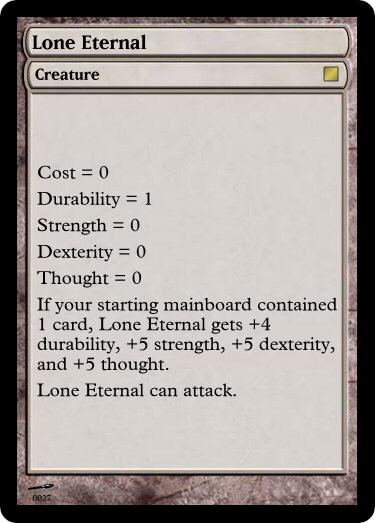 Lone Eternal
Creature
Cost = 0
Durability = 1
Strength = 0
Dexterity = 0
Thought = 0
If your starting mainboard contained
1 card, Lone Eternal gets +4
durability, +5 strength, +5 dexterity,
and +5 thought.
Lone Eternal can attack.
0027